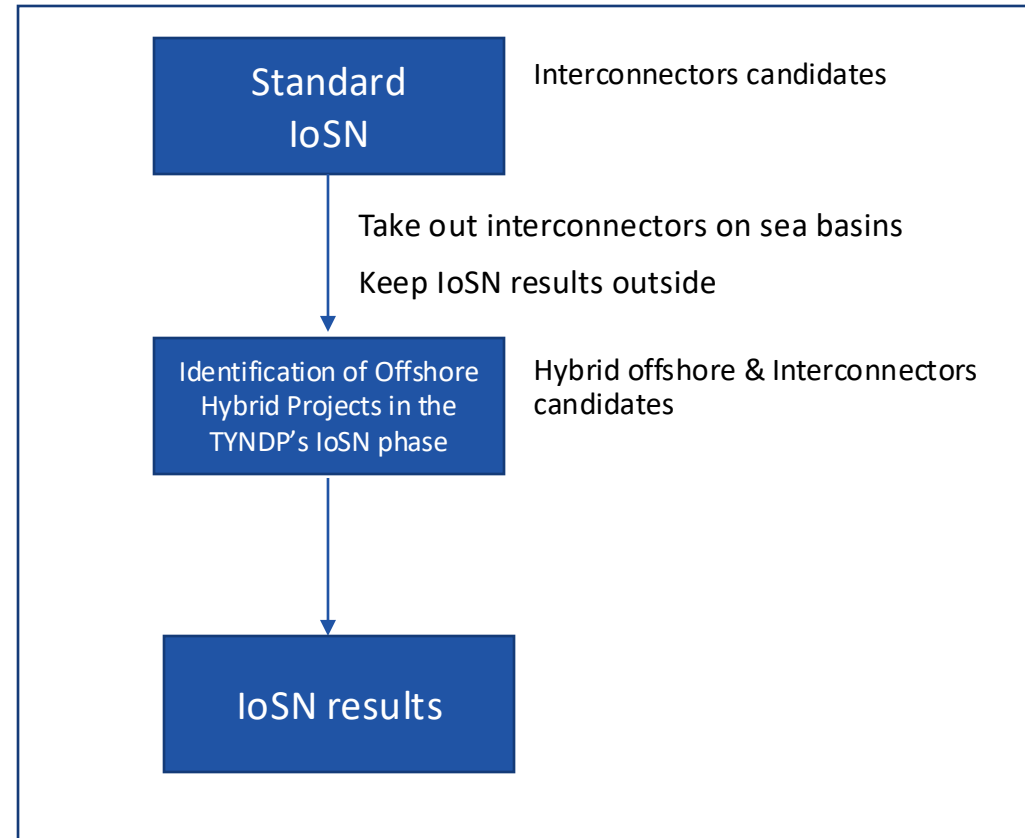 Standard
IoSN
Interconnectors candidates
Take out interconnectors on sea basins
Keep IoSN results outside
Identification of Offshore
Hybrid Projects in the
TYNDP’s IoSN phase
Hybrid offshore & Interconnectors
candidates
IoSN results